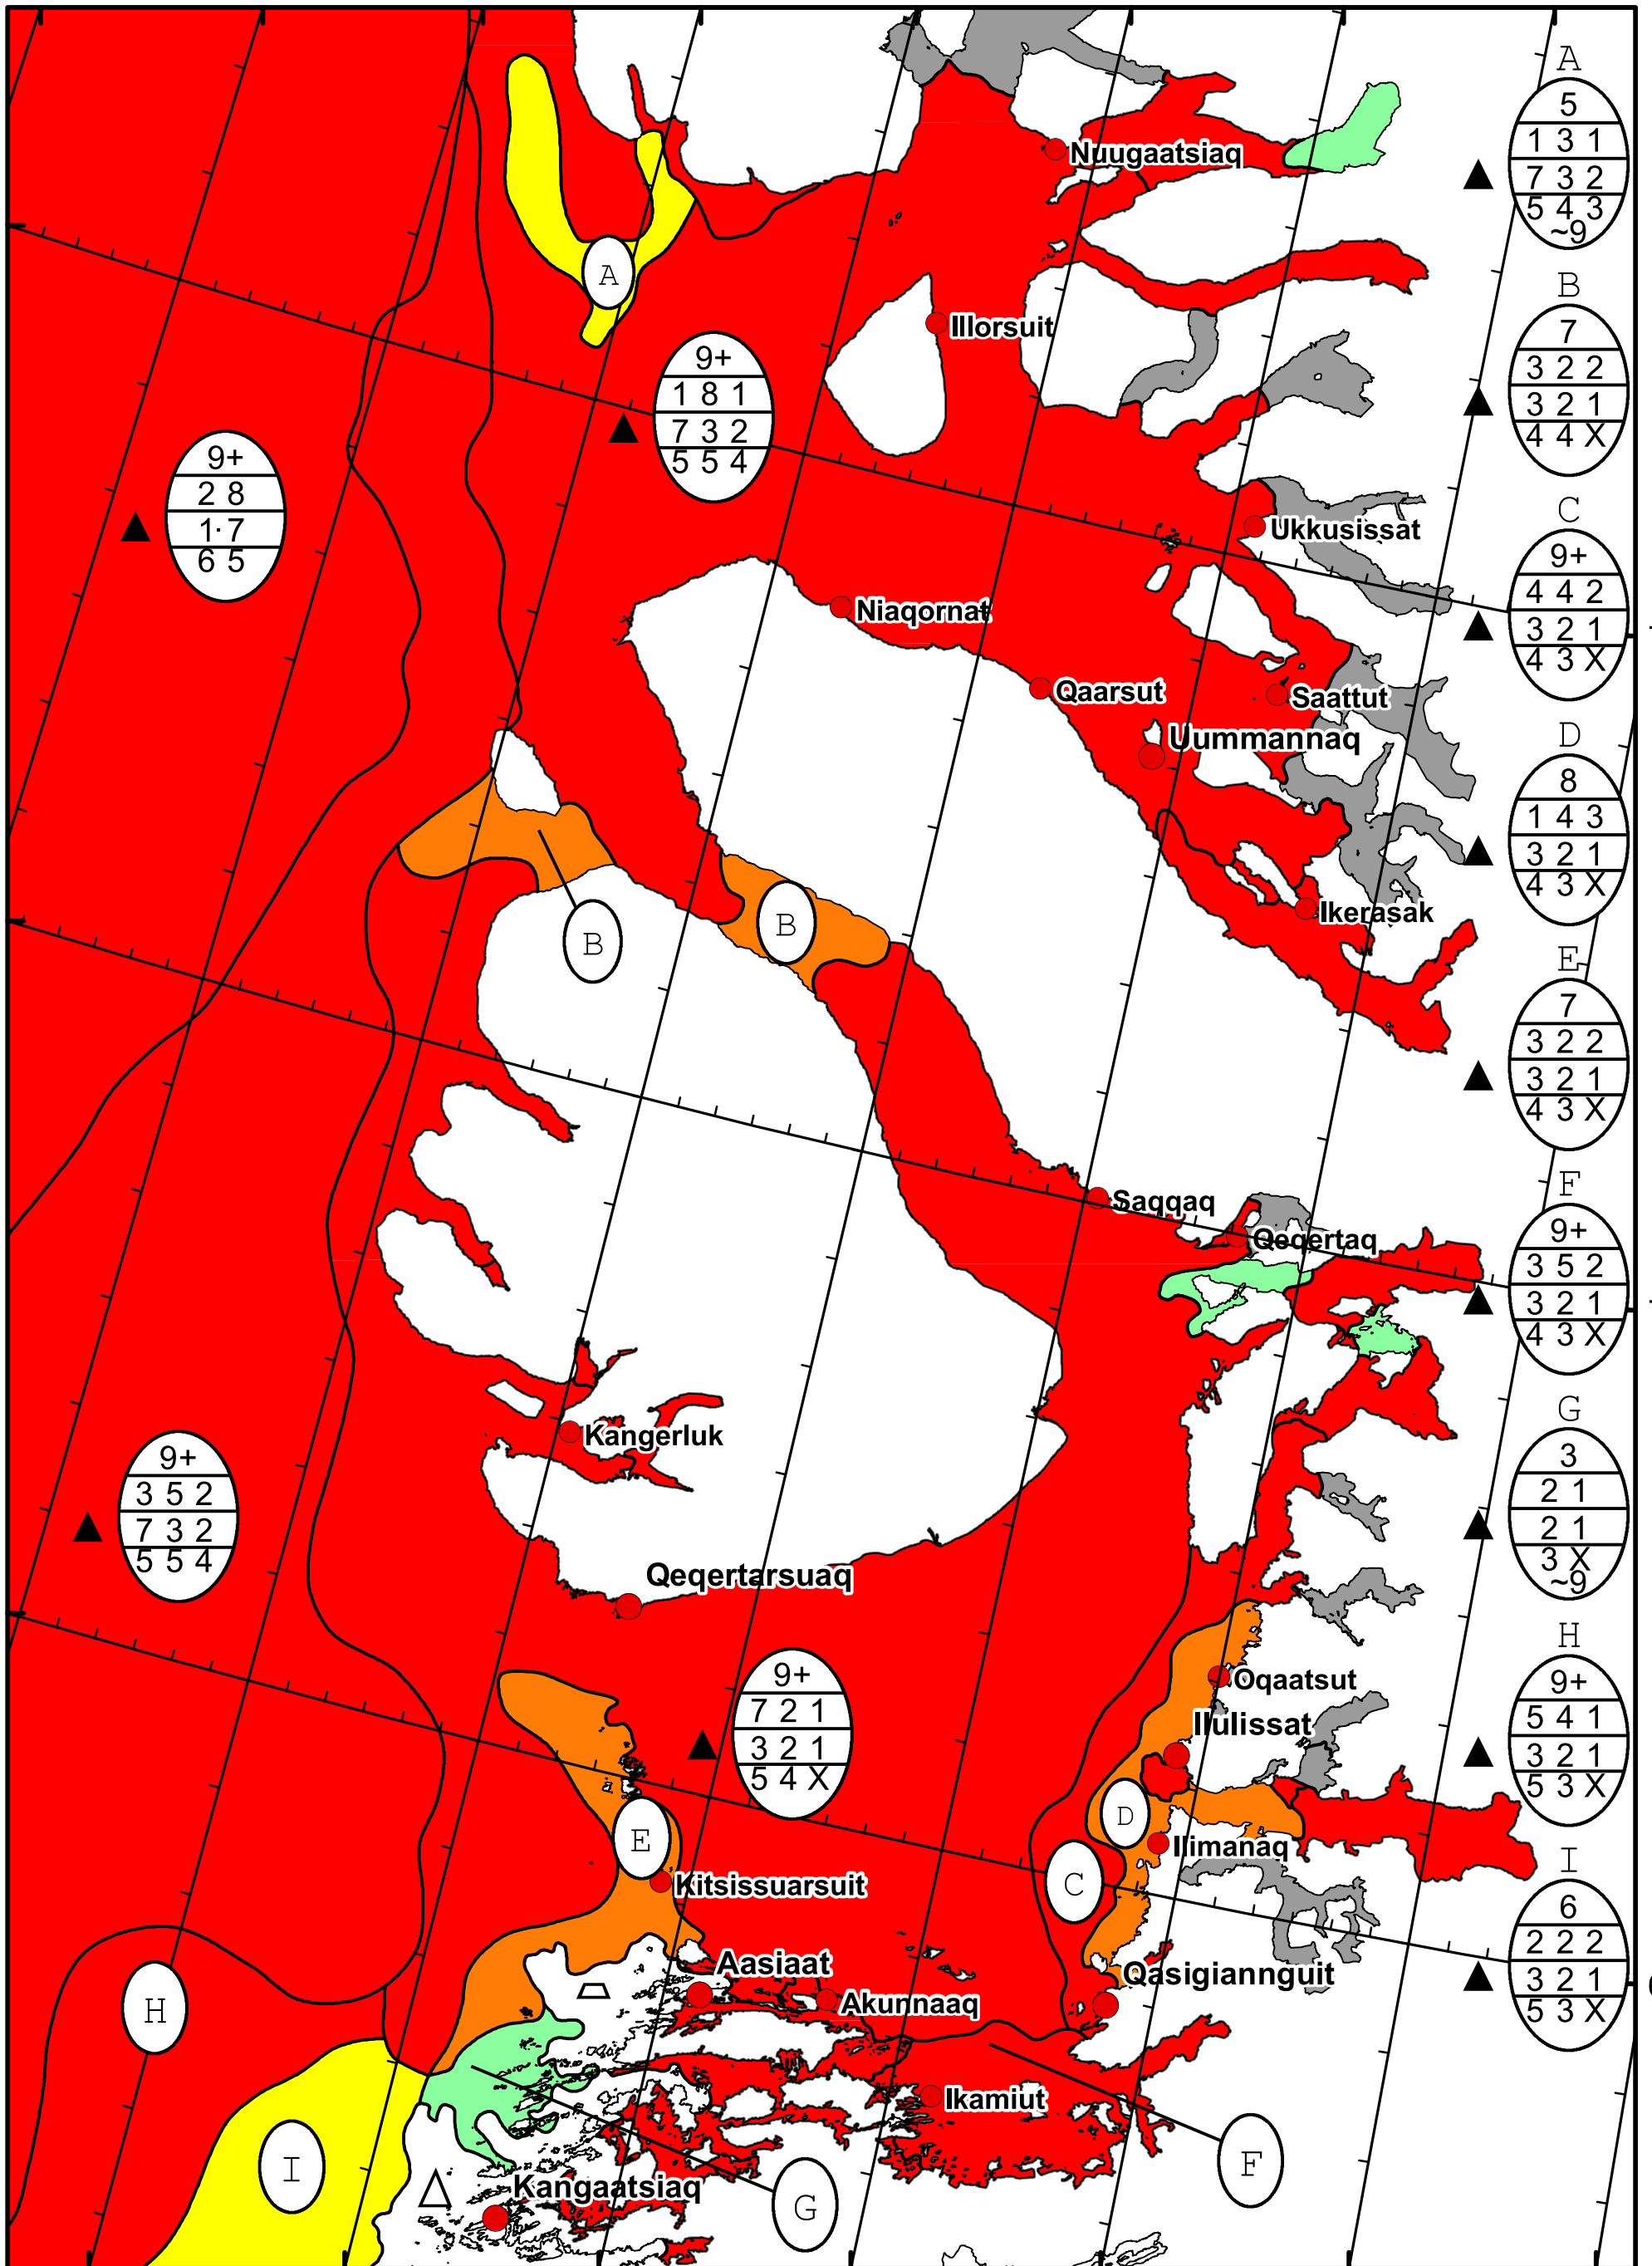 A
5
1 3 1
7 3 2
5 4 3
~9
Nuugaatsiaq
A
B
7
3 2 2
3 2 1
4 4 X
Illorsuit
9+
1 8 1
7 3 2
5 5 4
9+
2 8
1· 7
6 5
C
9+
4 4 2
3 2 1
4 3 X
Ukkusissat
Niaqornat
Qaarsut
Saattut
Uummannaq
D
8
1 4 3
3 2 1
4 3 X
Ikerasak
B
B
E
7
3 2 2
3 2 1
4 3 X
Saqqaq
Qeqertaq
F
9+
3 5 2
3 2 1
4 3 X
Kangerluk
G
3
2 1
2 1
3 X
~9
9+
3 5 2
7 3 2
5 5 4
Qeqertarsuaq
Oqaatsut
Ilulissat
H
9+
5 4 1
3 2 1
5 3 X
9+
7 2 1
3 2 1
5 4 X
D
E
Ilimanaq
C
Kitsissuarsuit
I
6
2 2 2
3 2 1
5 3 X
Aasiaat
Qasigiannguit
Akunnaaq
H
Ikamiut
I
F
Kangaatsiaq
G